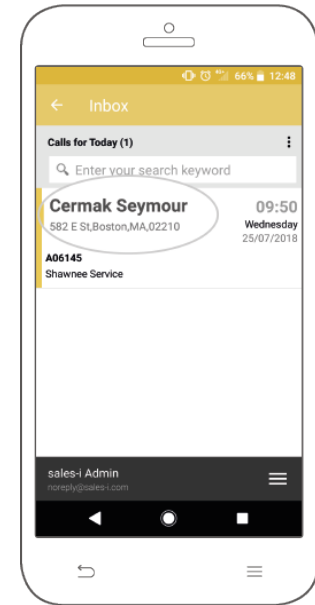 66% 12:48
Inbox
Calls for Today (1)
Enter your search keyword
Cermak Seymour
09:50
582 E St,Boston,MA,02210
Wednesday
25/07/2018
A06145
Shawnee Service
sales-i Admin
noreply@sales-i.com